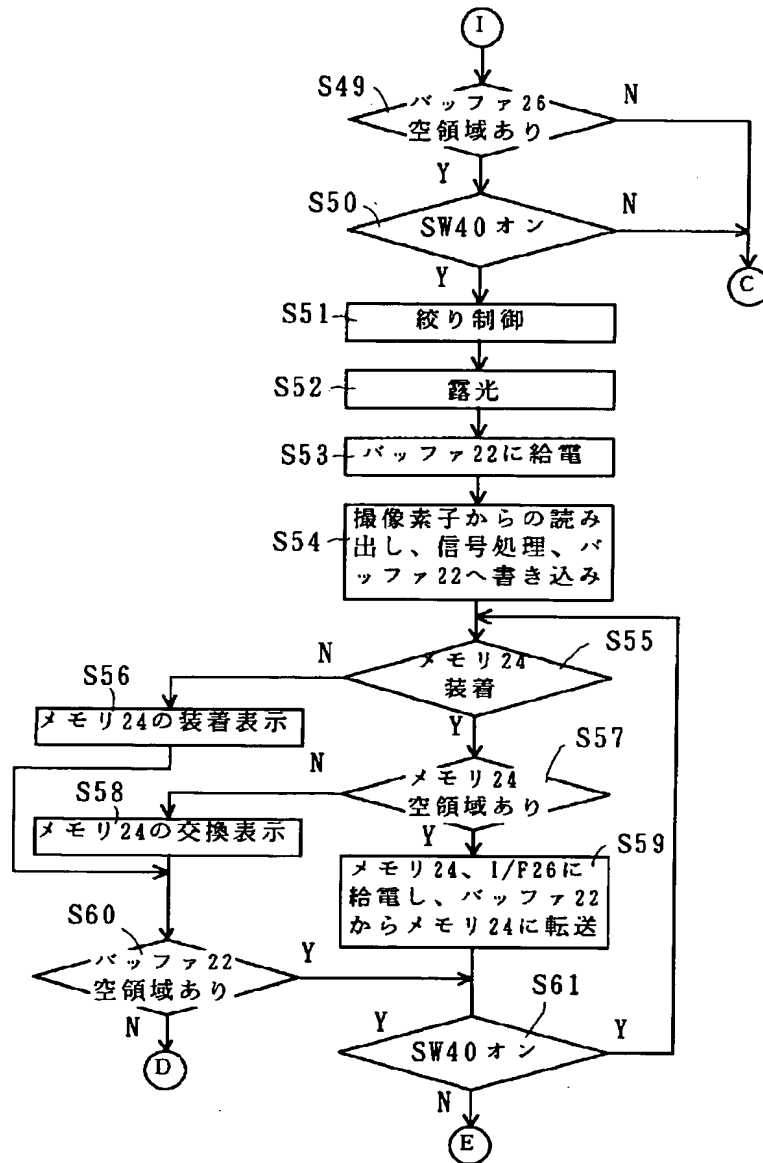 I
S49
バッファ26
空領域あり
N
Y
S50
SW40オン
N
Y
C
S51
絞り制御
S52
露光
S53
バッファ22に給電
S54
撮像素子からの読み
出し、信号処理、バ
ッファ22へ書き込み
S55
メモリ24
装着
N
Y
S56
メモリ24の装着表示
S57
メモリ24
空領域あり
N
Y
S58
メモリ24の交換表示
S59
メモリ24、I/F26に
給電し、バッファ22
からメモリ24に転送
S60
バッファ22
空領域あり
Y
N
D
S61
SW40オン
Y
Y
N
E